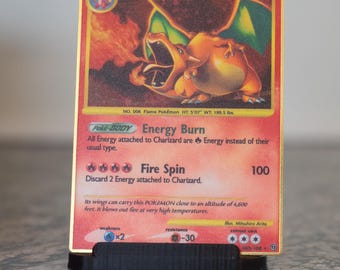 NO. 006 Flame Pokémon HT: 5'07" WT: 199.5 lbs.
Poké-BODY Energy Burn
All Energy attached to Charizard are Energy instead of their
usual type.
Fire Spin 100
Discard 2 Energy attached to Charizard.
Its wings can carry this POKéMON close to an altitude of 4,600
feet. It blows out fire at very high temperatures.
Illus. Mitsuhiro Arita
weakness resistance retreat cost
×2 -30